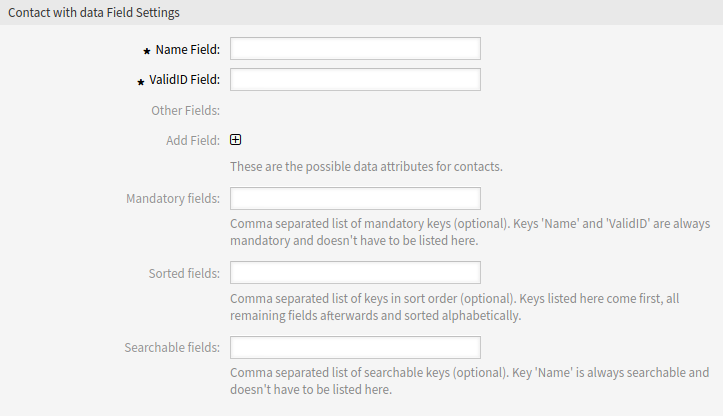 Contact with data Field Settings
★ Name Field:
★ ValidID Field:
Other Fields:
Add Field:
These are the possible data attributes for contacts.
Mandatory fields:
Comma separated list of mandatory keys (optional). Keys 'Name' and 'ValidID' are always
mandatory and doesn't have to be listed here.
Sorted fields:
Comma separated list of keys in sort order (optional). Keys listed here come first, all
remaining fields afterwards and sorted alphabetically.
Searchable fields:
Comma separated list of searchable keys (optional). Key 'Name' is always searchable and
doesn't have to be listed here.